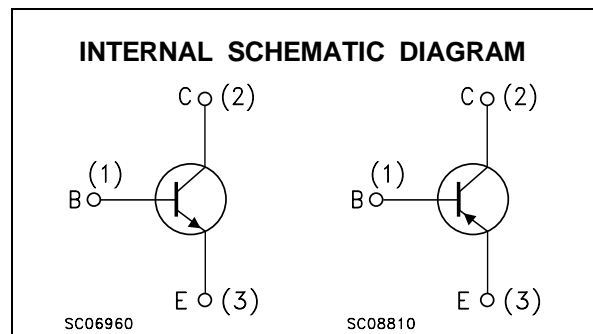 INTERNAL SCHEMATIC DIAGRAM
C (2) C (2)
(1) (1)
B B
E (3) E (3)
SC06960 SC08810